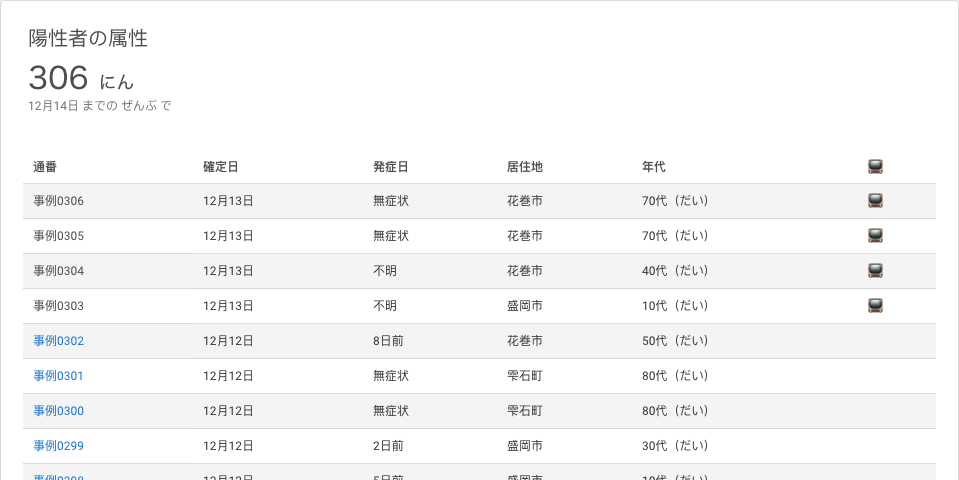 陽性者の属性
306 にん
12月14日 までの ぜんぶ で
通番 確定日 発症日 居住地 年代
事例0306 12月13日 無症状 花巻市 70代（だい）
事例0305 12月13日 無症状 花巻市 70代（だい）
事例0304 12月13日 不明 花巻市 40代（だい）
事例0303 12月13日 不明 盛岡市 10代（だい）
事例0302 12月12日 8日前 花巻市 50代（だい）
事例0301 12月12日 無症状 雫石町 80代（だい）
事例0300 12月12日 無症状 雫石町 80代（だい）
事例0299 12月12日 2日前 盛岡市 30代（だい）